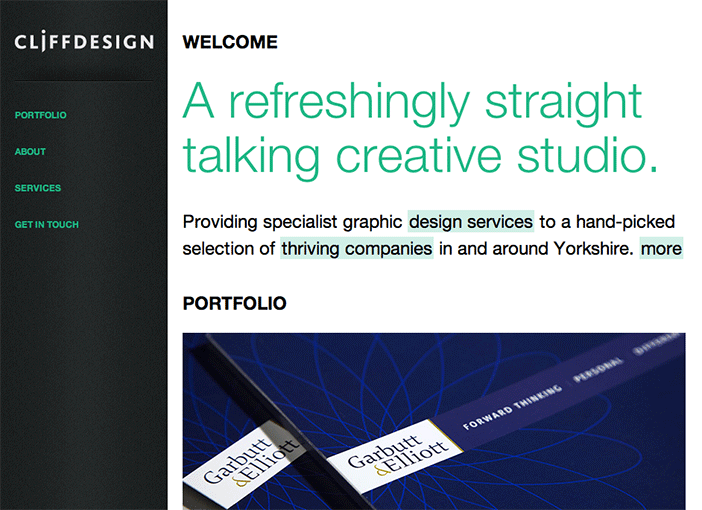 CLiFFDESIGN
PORTFOLIO
ABOUT
SERVICES
GET IN TOUCH
WELCOME
A refreshingly straight
talking creative studio.
Providing specialist graphic design services to a hand-picked
selection of thriving companies in and around Yorkshire. more
PORTFOLIO
FORWARD THINKING PERSONAL
Garbutt
&Elliott
Garbutt
&Elliott